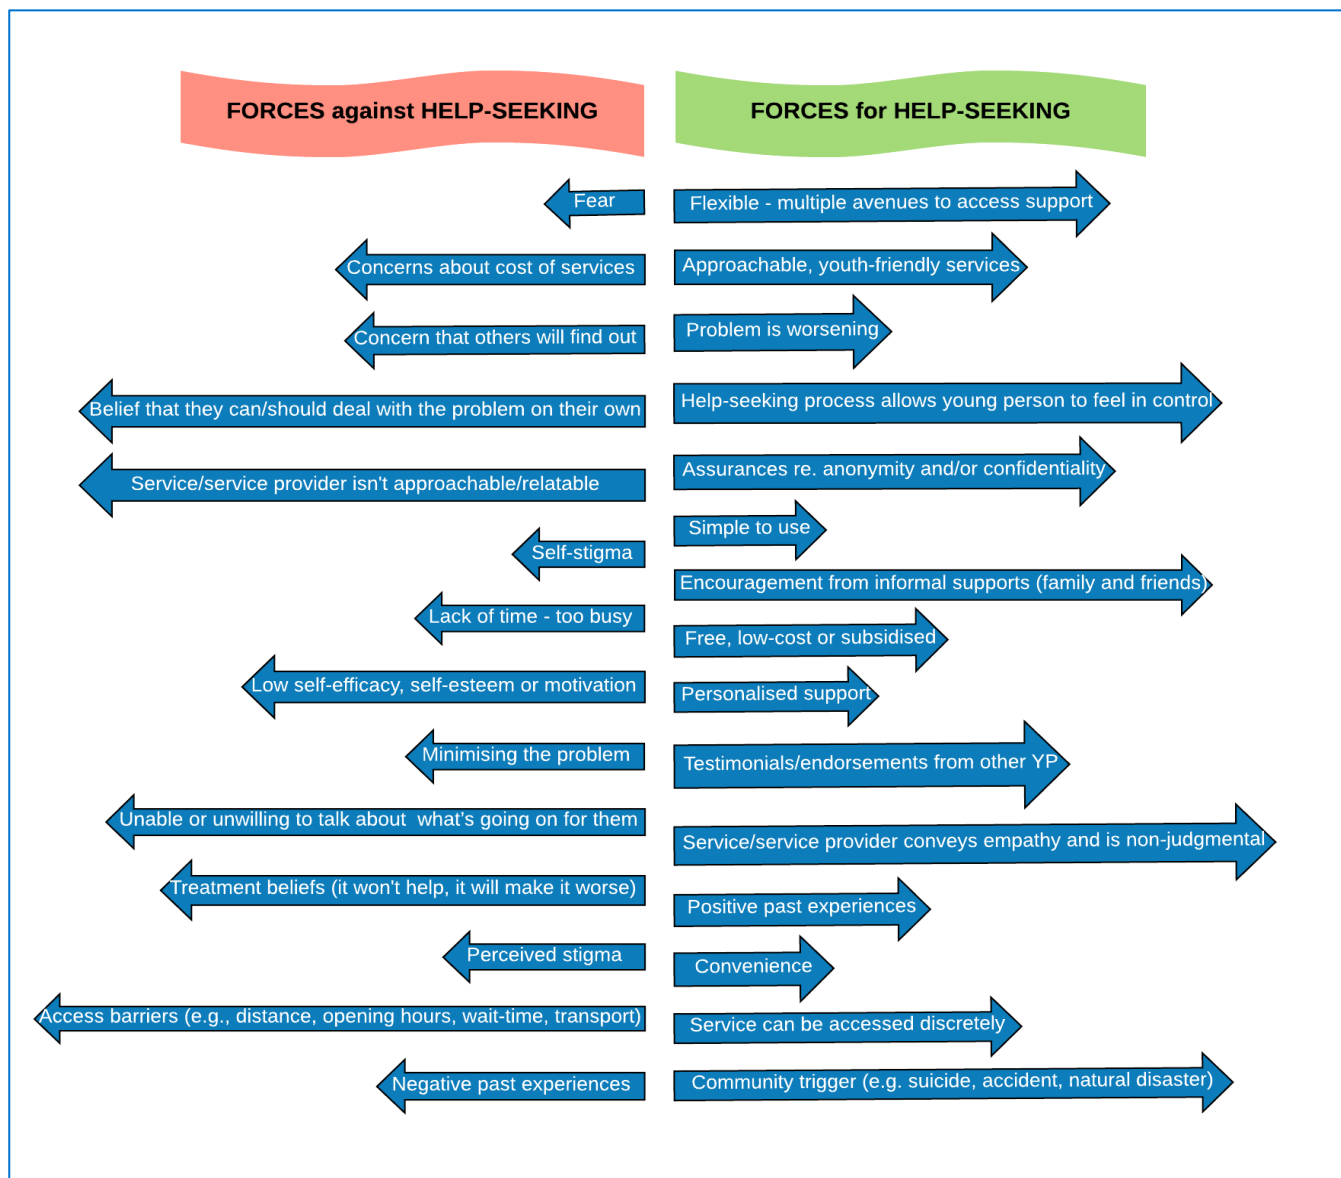 FORCES against HELP-SEEKING
Fear
Concerns about cost of services
Concern that others will find out
Belief that they can/should deal with the problem on their own
Service/service provider isn't approachable/relatable
Self-stigma
Lack of time - too busy
Low self-efficacy, self-esteem or motivation
Minimising the problem
Unable or unwilling to talk about what's going on for them
Treatment beliefs (it won't help, it will make it worse)
Perceived stigma
Access barriers (e.g., distance, opening hours, wait-time, transport)
Negative past experiences
FORCES for HELP-SEEKING
Flexible - multiple avenues to access support
Approachable, youth-friendly services
Problem is worsening
Help-seeking process allows young person to feel in control
Assurances re. anonymity and/or confidentiality
Simple to use
Encouragement from informal supports (family and friends)
Free, low-cost or subsidised
Personalised support
Testimonials/endorsements from other YP
Service/service provider conveys empathy and is non-judgmental
Positive past experiences
Convenience
Service can be accessed discretely
Community trigger (e.g. suicide, accident, natural disaster)